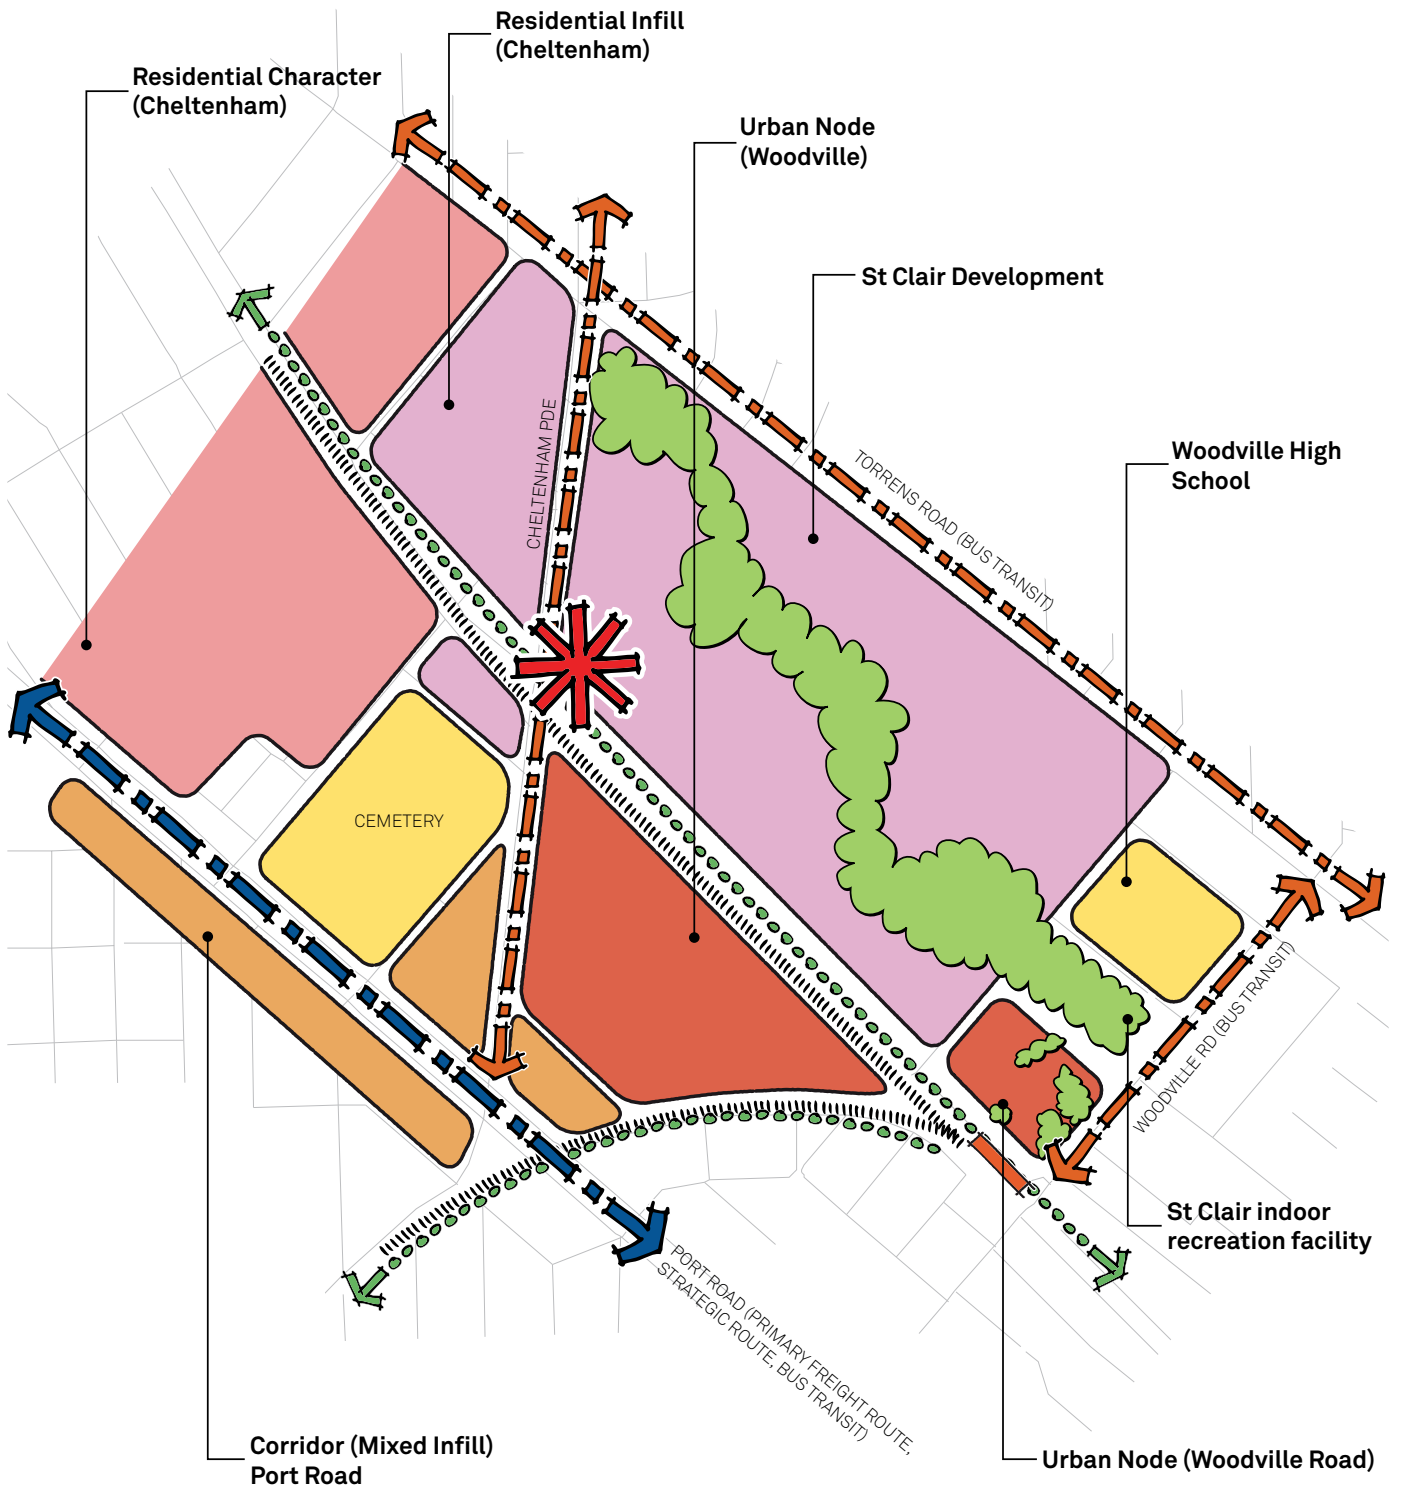 Residential Infill
(Cheltenham)
Residential Character
(Cheltenham)
Urban Node
(Woodville)
St Clair Development
Woodville High
School
CHELTENHAM PDE
TORRENS ROAD (BUS TRANSIT)
CEMETERY
WOODVILLE RD (BUS TRANSIT)
St Clair indoor
recreation facility
PORT ROAD (PRIMARY FREIGHT ROUTE,
STRATEGIC ROUTE, BUS TRANSIT)
Corridor (Mixed Infill)
Port Road
Urban Node (Woodville Road)